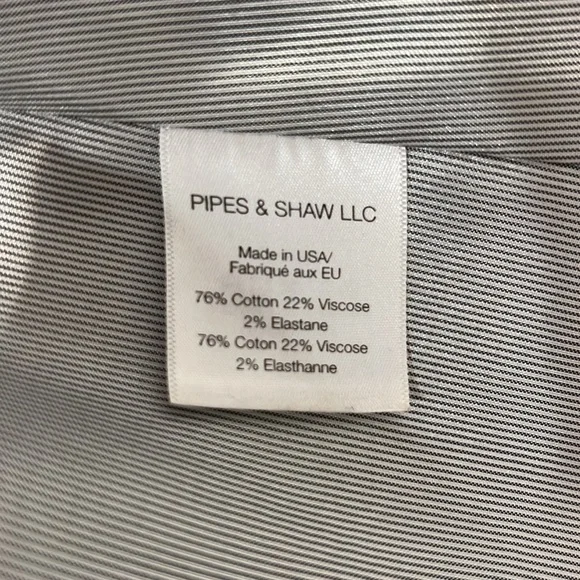 PIPES & SHAW LLC
Made in USA/
Fabriqué aux EU
76% Cotton 22% Viscose
2% Elastane
76% Coton 22% Viscose
2% Elasthanne